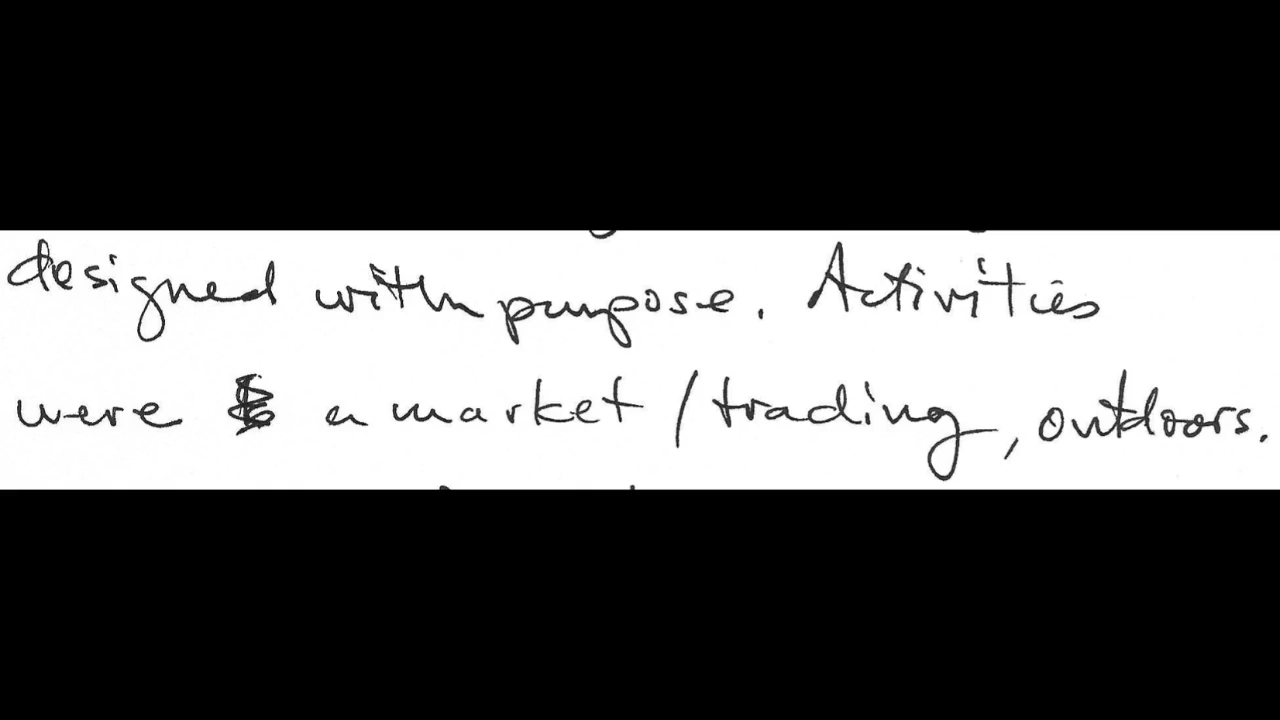 designed with purpose. Activities
were a market / trading, outdoors.